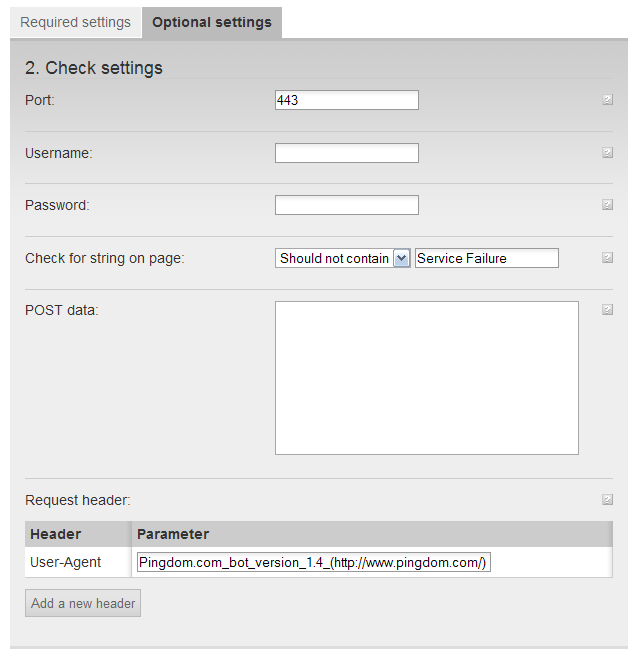 Required settings Optional settings
2. Check settings
Port: 443
Username:
Password:
Check for string on page: Should not contain Service Failure
POST data:
Request header:
Header Parameter
User-Agent Pingdom.com_bot_version_1.4_(http://www.pingdom.com/)
Add a new header